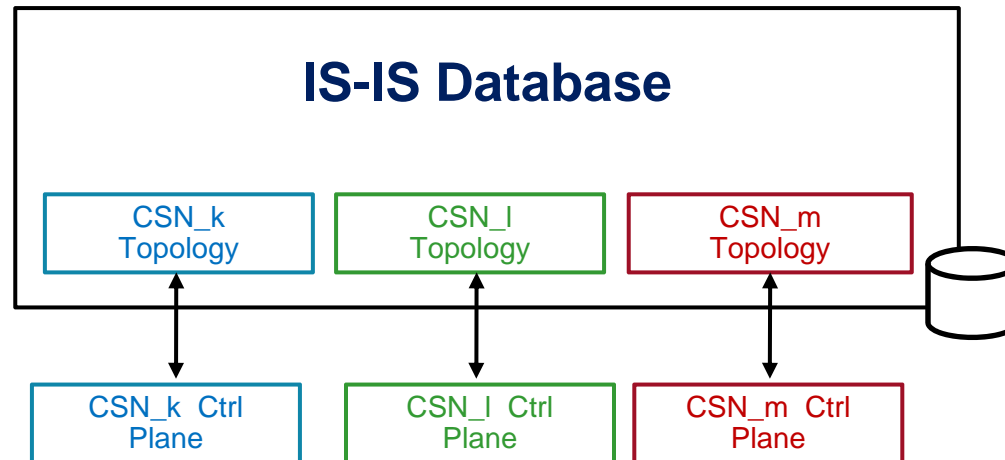 IS-IS Database
CSN_k
Topology
CSN_l
Topology
CSN_m
Topology
CSN_k Ctrl
Plane
CSN_l Ctrl
Plane
CSN_m Ctrl
Plane